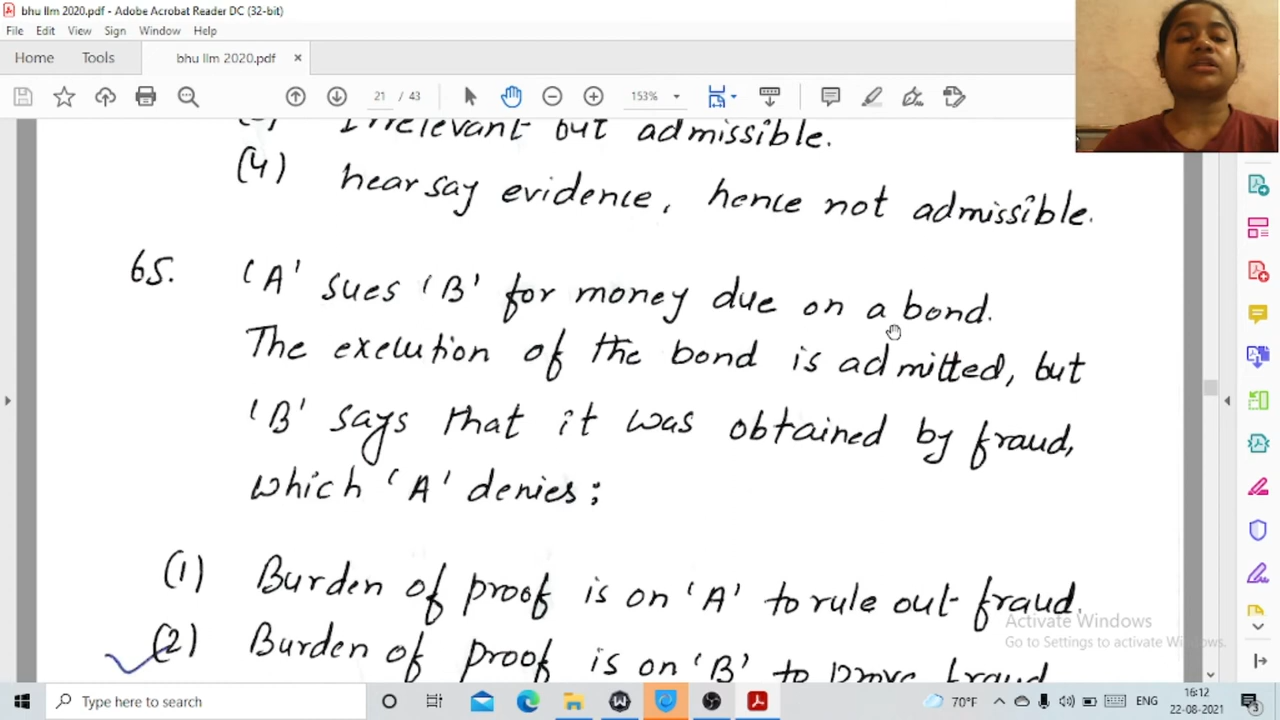 bhu llm 2020.pdf - Adobe Acrobat Reader DC (32-bit)
File Edit View Sign Window Help
Home Tools bhu llm 2020.pdf ×
21 / 43 153%
Irrelevant but admissible.
(4) hearsay evidence, hence not admissible.
65. 'A' sues 'B' for money due on a bond.
The execution of the bond is admitted, but
'B' says that it was obtained by fraud,
which 'A' denies;
(1) Burden of proof is on 'A' to rule out fraud.
(2) Burden of proof is on 'B' to prove fraud
Activate Windows
Go to Settings to activate Windows.
Type here to search
70°F ENG 16:12
22-08-2021
3